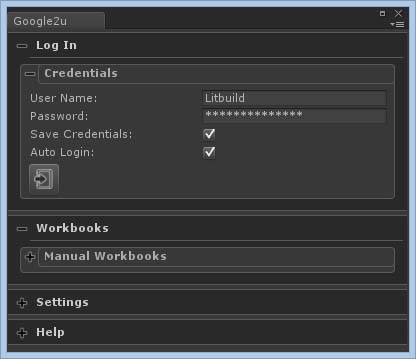 Google2u
Log In
Credentials
User Name: Litbuild
Password: **************
Save Credentials:
Auto Login:
Workbooks
Manual Workbooks
Settings
Help